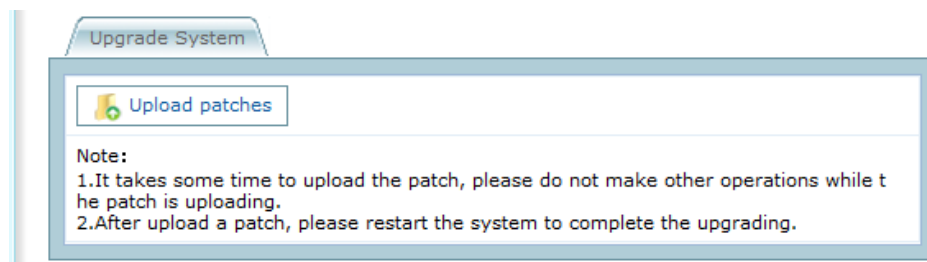 Upgrade System
Upload patches
Note:
1.It takes some time to upload the patch, please do not make other operations while t
he patch is uploading.
2.After upload a patch, please restart the system to complete the upgrading.